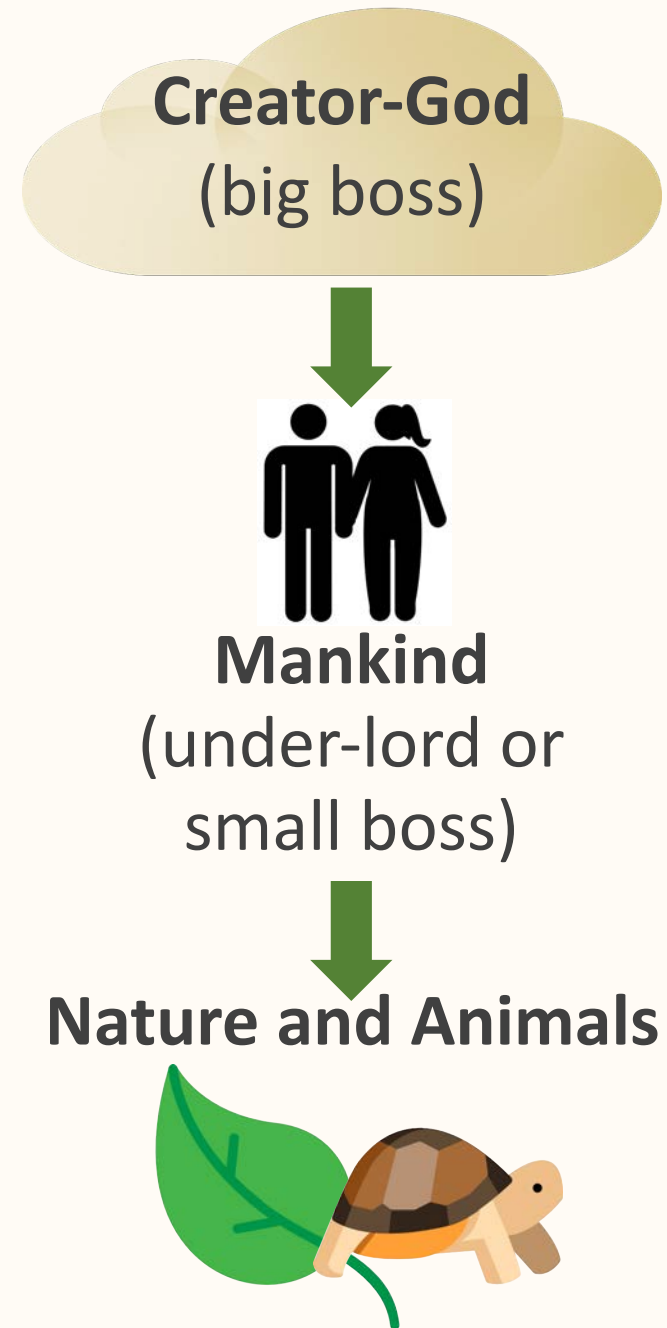 Creator-God
(big boss)
Mankind
(under-lord or
small boss)
Nature and Animals